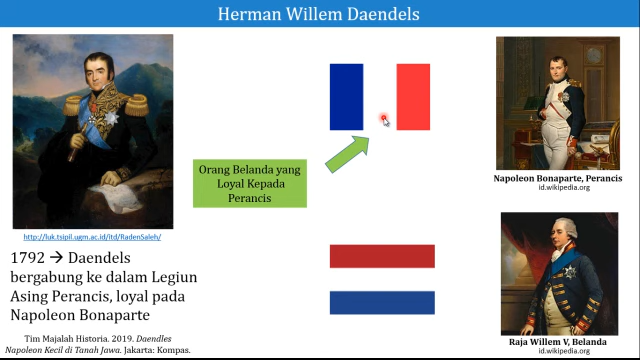 Herman Willem Daendels
Orang Belanda yang
Loyal Kepada
Perancis
Napoleon Bonaparte, Perancis
id.wikipedia.org
http://luk.tsipil.ugm.ac.id/itd/RadenSaleh/
1792 → Daendels
bergabung ke dalam Legiun
Asing Perancis, loyal pada
Napoleon Bonaparte
Tim Majalah Historia. 2019. Daendles
Napoleon Kecil di Tanah Jawa. Jakarta: Kompas.
Raja Willem V, Belanda
id.wikipedia.org